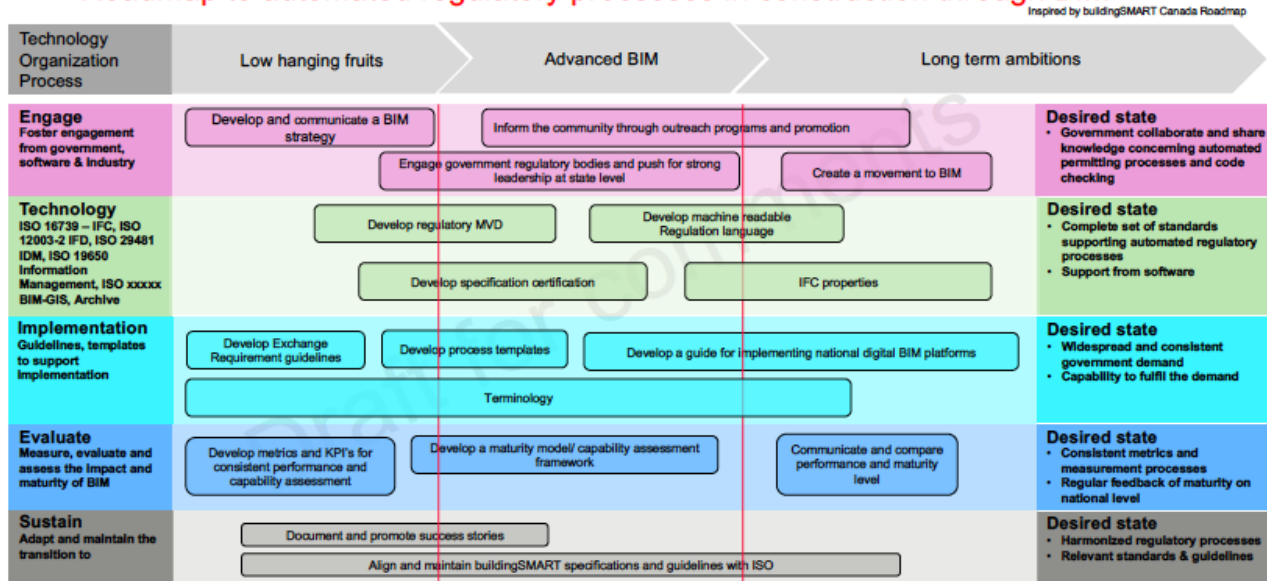 Roadmap to automated regulatory processes in construction through
Inspired by buildingSMART Canada Roadmap
Technology
Organization
Process
Low hanging fruits
Advanced BIM
Long term ambitions
Engage
Foster engagement
from government,
software & industry
Develop and communicate a BIM
strategy
Inform the community through outreach programs and promotion
Engage government regulatory bodies and push for strong
leadership at state level
Create a movement to BIM
Desired state
• Government collaborate and share
knowledge concerning automated
permitting processes and code
checking
Technology
ISO 16739 – IFC, ISO
12003-2 IFD, ISO 29481
IDM, ISO 19650
Information
Management, ISO xxxxx
BIM-GIS, Archive
Develop regulatory MVD
Develop machine readable
Regulation language
Develop specification certification
IFC properties
Desired state
• Complete set of standards
supporting automated regulatory
processes
• Support from software
Implementation
Guidelines, templates
to support
implementation
Develop Exchange
Requirement guidelines
Develop process templates
Develop a guide for implementing national digital BIM platforms
Terminology
Desired state
• Widespread and consistent
government demand
• Capability to fulfil the demand
Evaluate
Measure, evaluate and
assess the impact and
maturity of BIM
Develop metrics and KPI's for
consistent performance and
capability assessment
Develop a maturity model/ capability assessment
framework
Communicate and compare
performance and maturity
level
Desired state
• Consistent metrics and
measurement processes
• Regular feedback of maturity on
national level
Sustain
Adapt and maintain the
transition to
Document and promote success stories
Align and maintain buildingSMART specifications and guidelines with ISO
Desired state
• Harmonized regulatory processes
• Relevant standards & guidelines
Draft for comments